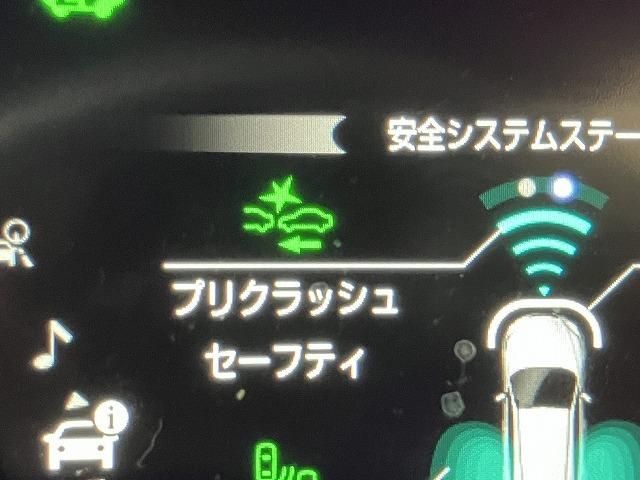 安全システムステー
プリクラッシュ
セーフティ
i